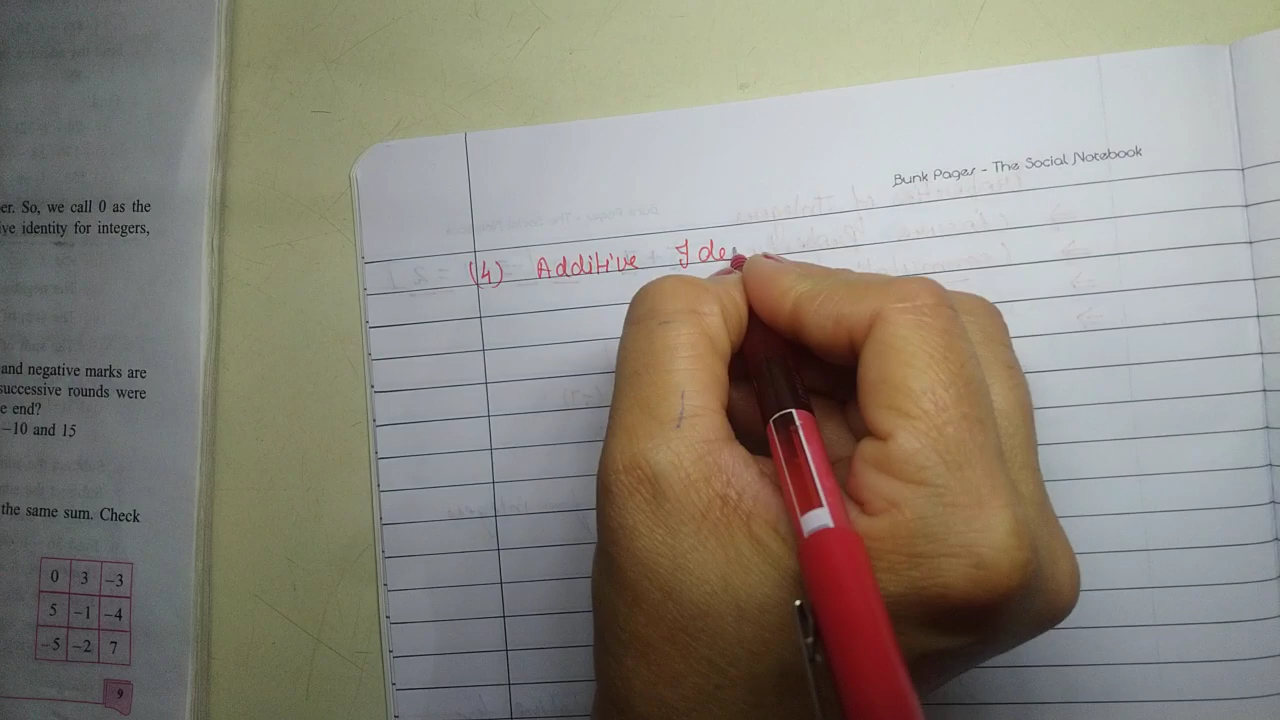 er. So, we call 0 as the
ive identity for integers,
and negative marks are
successive rounds were
e end?
−10 and 15
the same sum. Check
0 3 −3
5 −1 −4
−5 −2 7
9
Bunk Pages - The Social Notebook
(4) Additive Ide